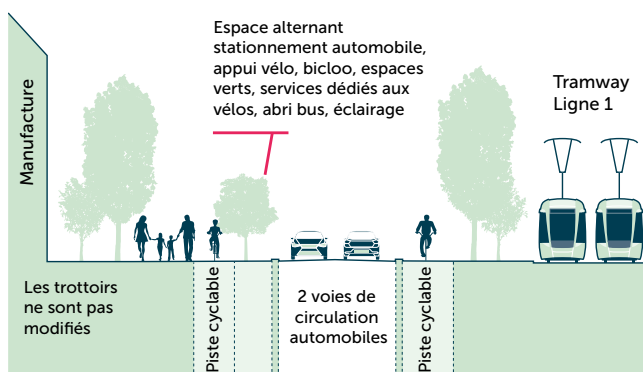 Espace alternant
stationnement automobile,
appui vélo, bicloo, espaces
verts, services dédiés aux
vélos, abri bus, éclairage
Manufacture
Tramway
Ligne 1
Les trottoirs
ne sont pas
modifiés
Piste cyclable
2 voies de
circulation
automobiles
Piste cyclable